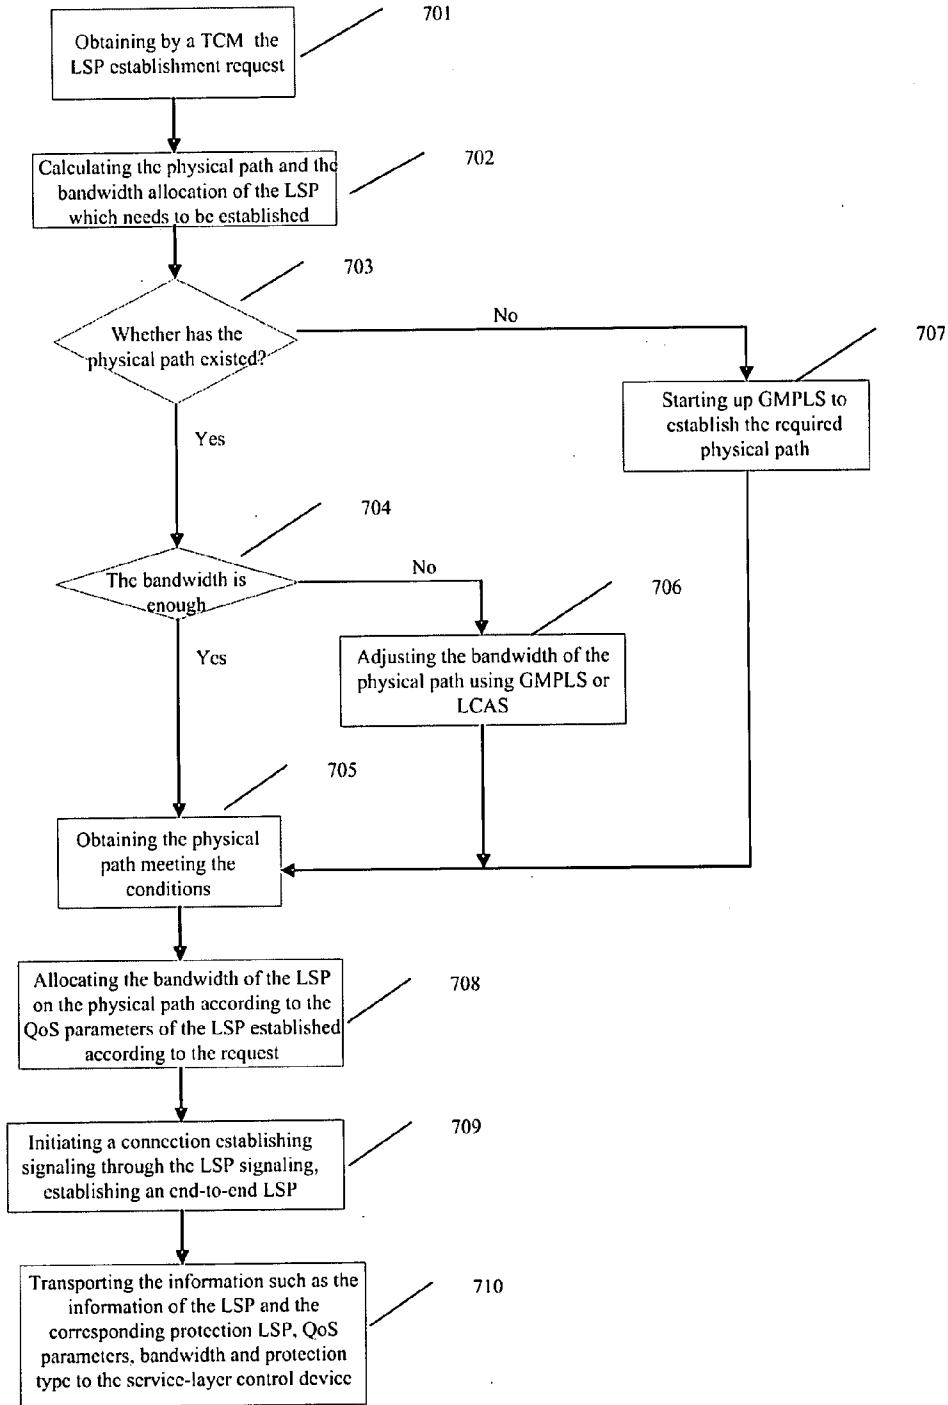 701
Obtaining by a TCM the
LSP establishment request
702
Calculating the physical path and the
bandwidth allocation of the LSP
which needs to be established
703
Whether has the
physical path existed?
No
707
Starting up GMPLS to
establish the required
physical path
Yes
704
The bandwidth is
enough
No
706
Adjusting the bandwidth of the
physical path using GMPLS or
LCAS
Yes
705
Obtaining the physical
path meeting the
conditions
708
Allocating the bandwidth of the LSP
on the physical path according to the
QoS parameters of the LSP established
according to the request
709
Initiating a connection establishing
signaling through the LSP signaling,
establishing an end-to-end LSP
710
Transporting the information such as the
information of the LSP and the
corresponding protection LSP, QoS
parameters, bandwidth and protection
type to the service-layer control device